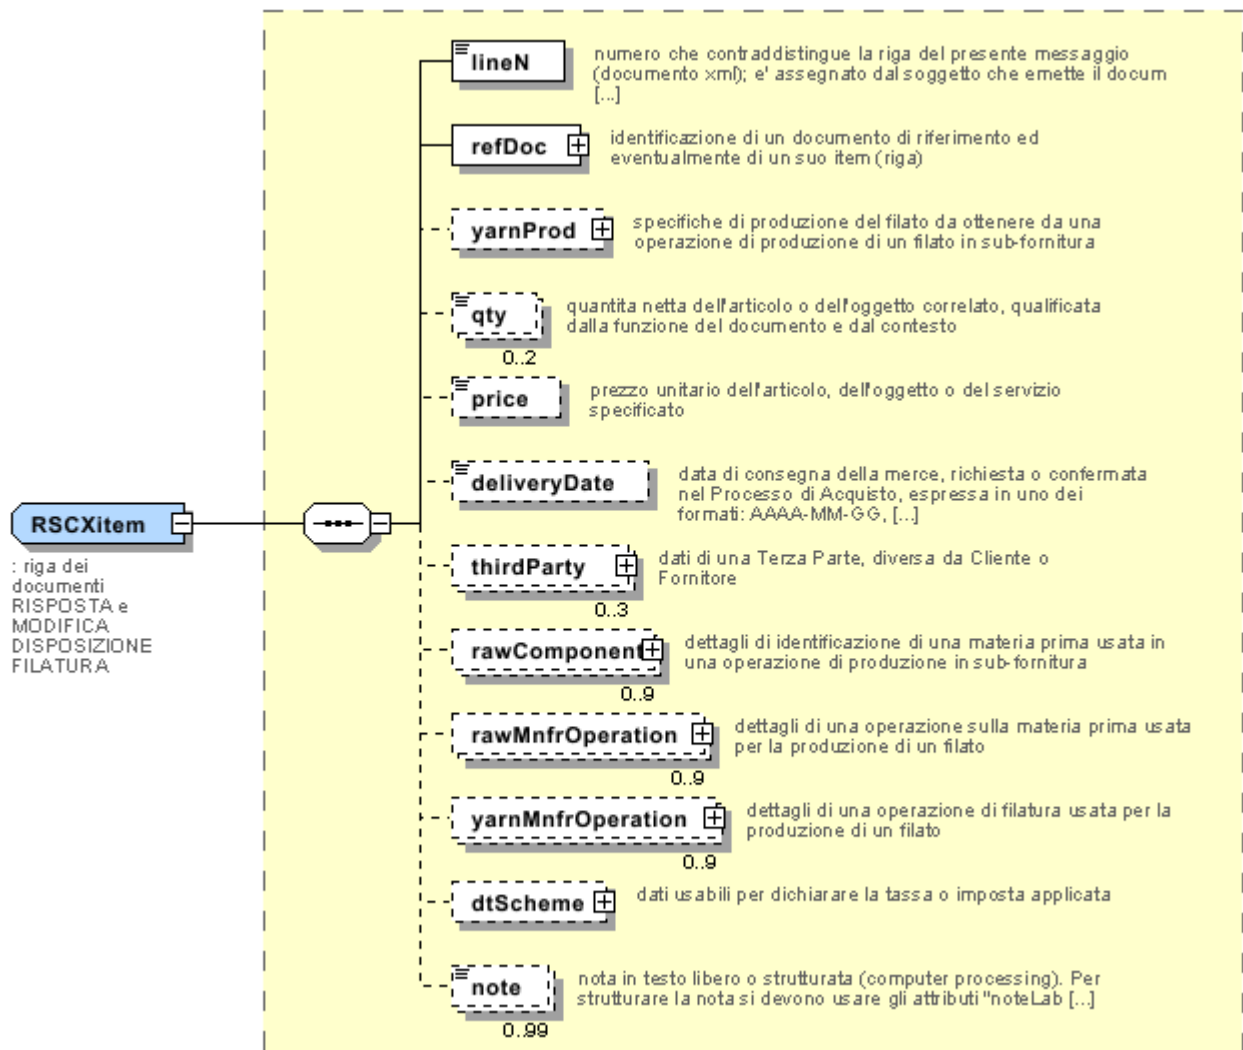 lineN
numero che contraddistingue la riga del presente messaggio
(documento xml); e' assegnato dal soggetto che emette il docum
[...]
refDoc
identificazione di un documento di riferimento ed
eventualmente di un suo item (riga)
yarnProd
specifiche di produzione del filato da ottenere da una
operazione di produzione di un filato in sub-fornitura
qty
quantita netta dell'articolo o dell'oggetto correlato, qualificata
dalla funzione del documento e dal contesto
0..2
price
prezzo unitario dell'articolo, dell'oggetto o del servizio
specificato
deliveryDate
data di consegna della merce, richiesta o confermata
nel Processo di Acquisto, espressa in uno dei
formati: AAAA-MM-GG, [...]
RSCXitem
: riga dei
documenti
RISPOSTA e
MODIFICA
DISPOSIZIONE
FILATURA
thirdParty
dati di una Terza Parte, diversa da Cliente o
Fornitore
0..3
rawComponent
dettagli di identificazione di una materia prima usata in
una operazione di produzione in sub-fornitura
0..9
rawMnfrOperation
dettagli di una operazione sulla materia prima usata
per la produzione di un filato
0..9
yarnMnfrOperation
dettagli di una operazione di filatura usata per la
produzione di un filato
0..9
dtScheme
dati usabili per dichiarare la tassa o imposta applicata
note
nota in testo libero o strutturata (computer processing). Per
strutturare la nota si devono usare gli attributi "noteLab [...]
0..99